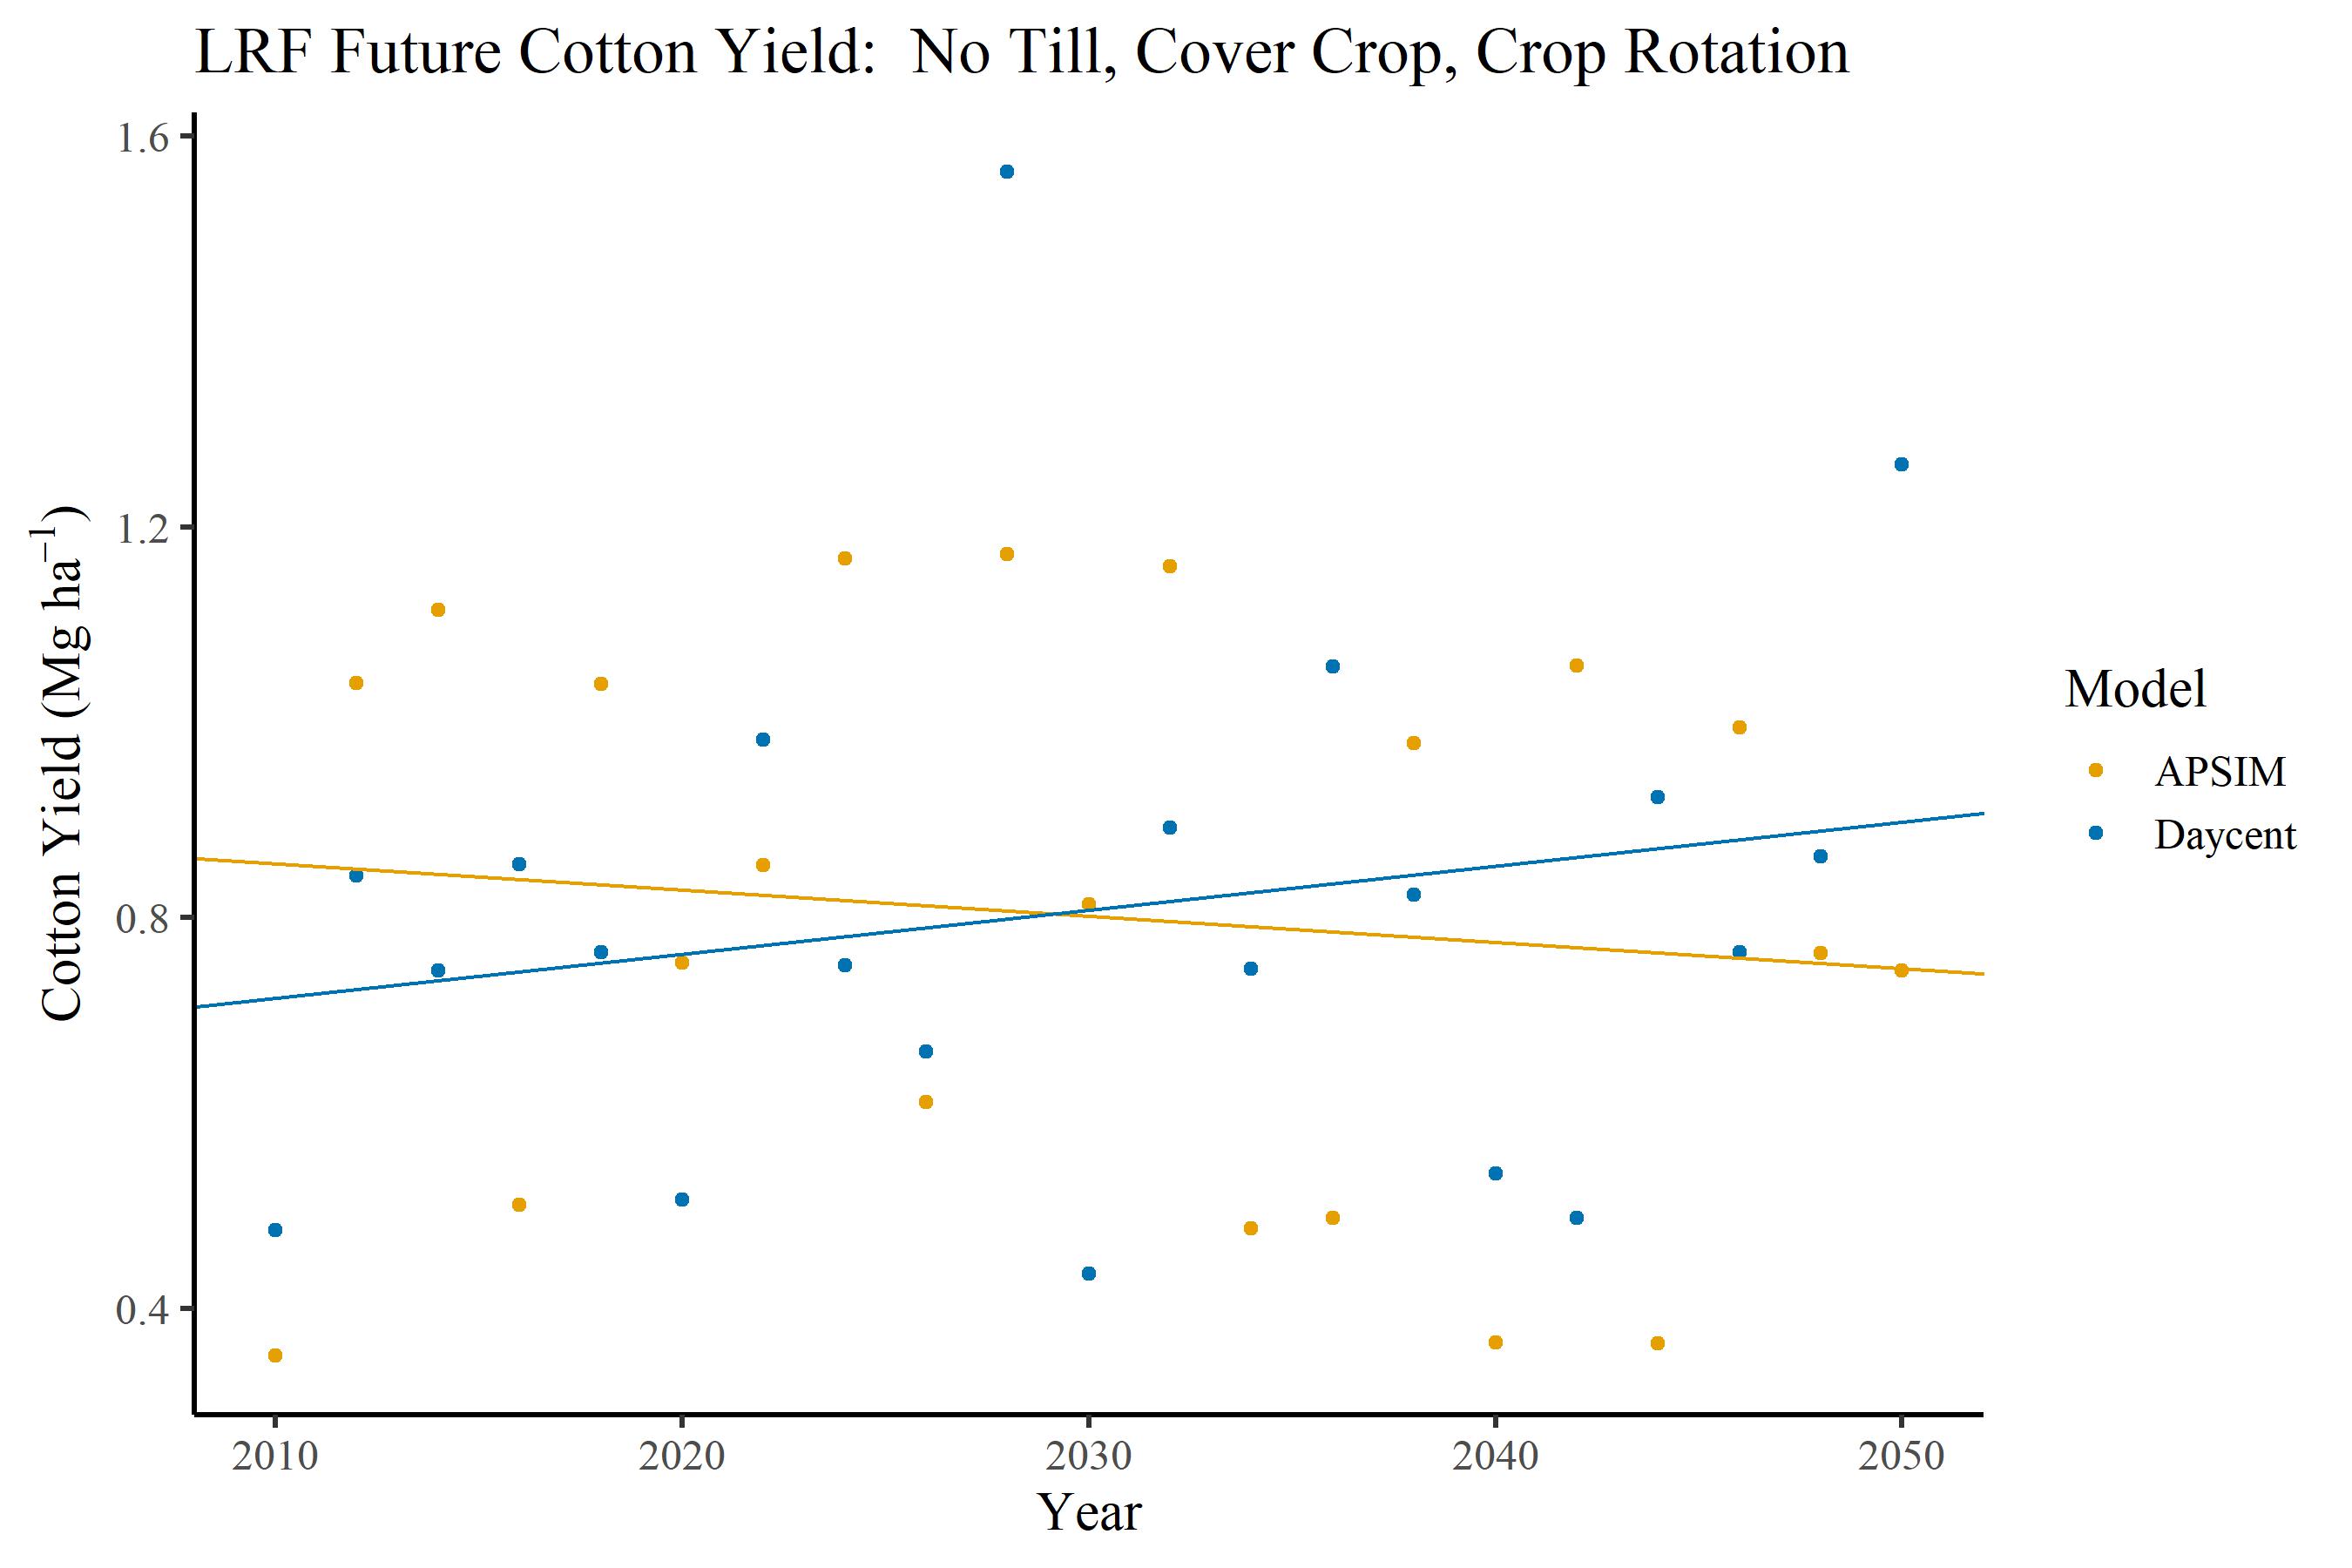 LRF Future Cotton Yield:  No Till, Cover Crop, Crop Rotation
1.6
1.2
0.8
0.4
Cotton Yield (Mg ha⁻¹)
2010 2020 2030 2040 2050
Year
Model
APSIM
Daycent